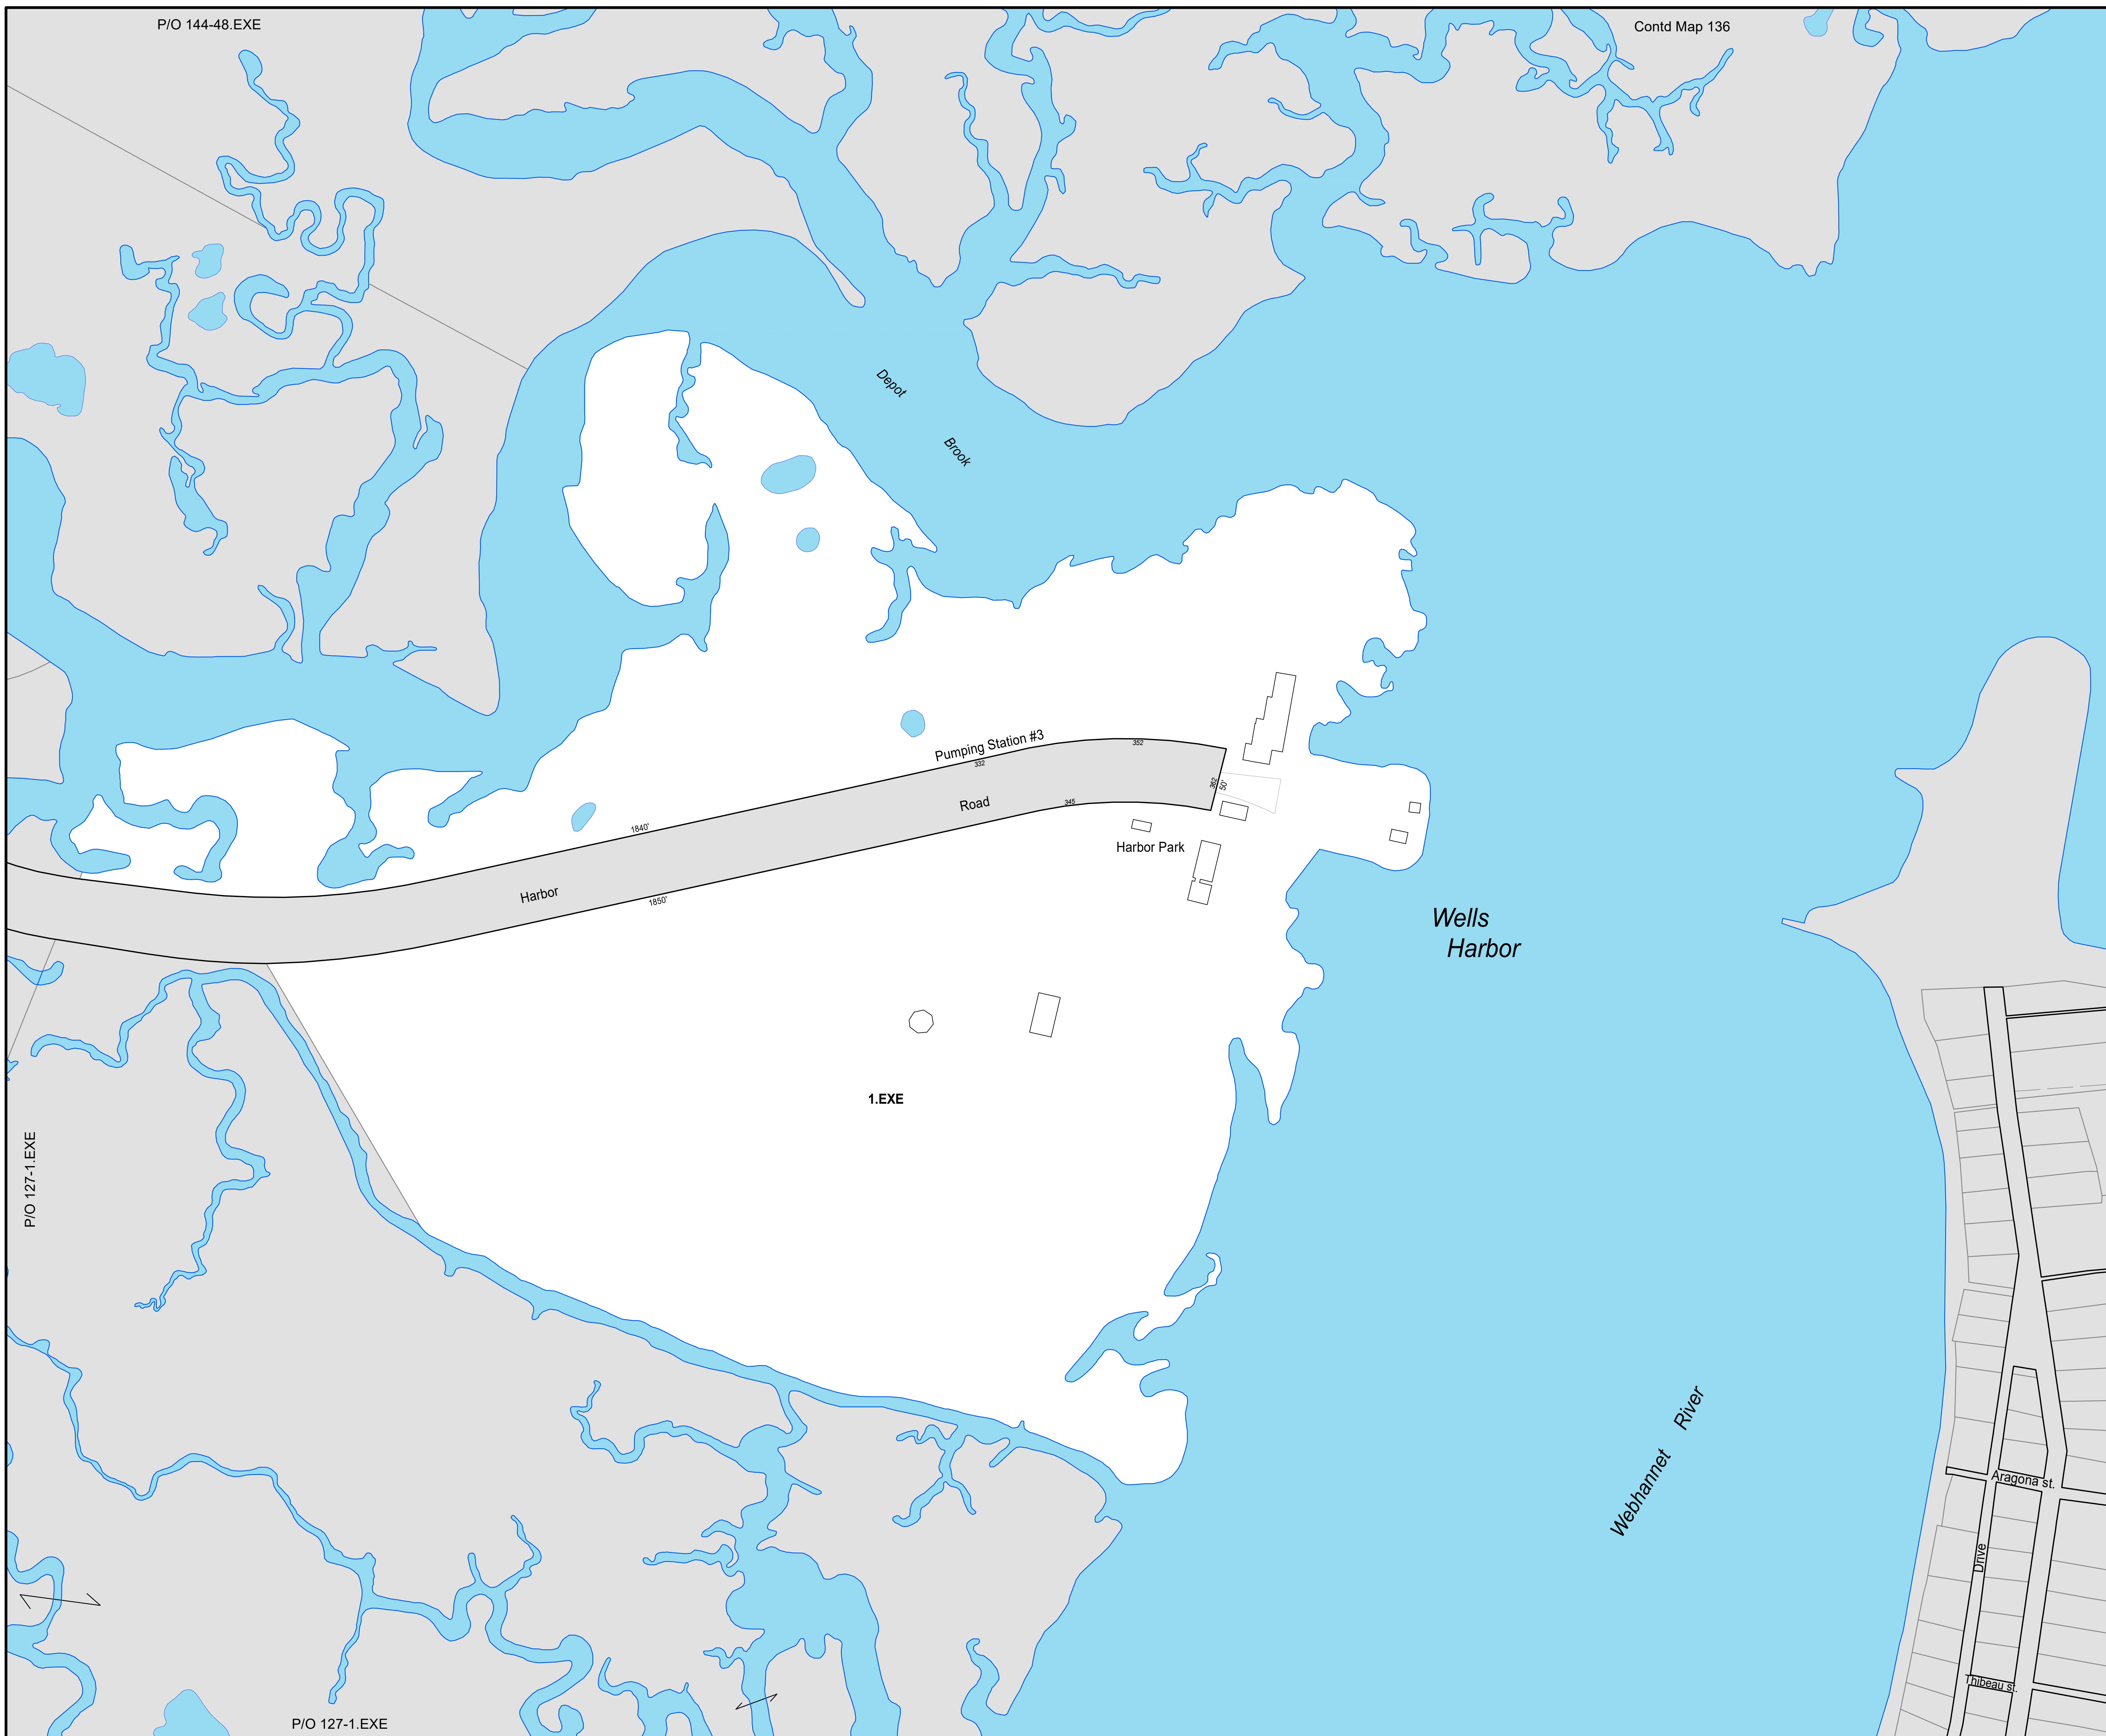 P/O 144-48.EXE
Contd Map 136
Depot
Brook
Pumping Station #3
332
352
362
50'
345
Road
1840'
Harbor Park
Harbor
1850'
Wells
Harbor
1.EXE
P/O 127-1.EXE
Webhannet River
Aragona st.
Drive
Thibeau st.
P/O 127-1.EXE